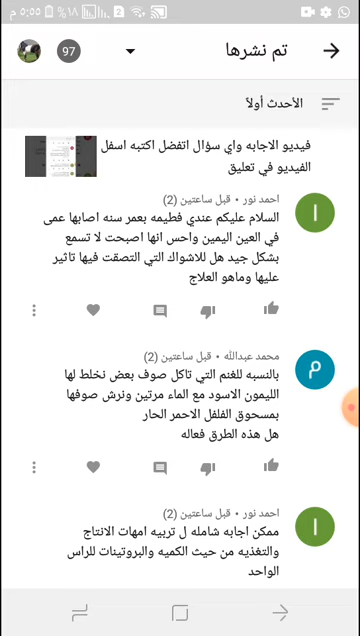 ٥:٥٥ م
١٨%
2
تم نشرها
97
الأحدث أولاً
فيديو الاجابه واي سؤال اتفضل اكتبه اسفل
الفيديو في تعليق
احمد نور • قبل ساعتين (2)
السلام عليكم عندي فطيمه بعمر سنه اصابها عمى
في العين اليمين واحس انها اصبحت لا تسمع
بشكل جيد هل للاشواك التي التصقت فيها تاثير
عليها وماهو العلاج
محمد عبدالله • قبل ساعتين (2)
بالنسبه للغنم التي تاكل صوف بعض نخلط لها
الليمون الاسود مع الماء مرتين ونرش صوفها
بمسحوق الفلفل الاحمر الحار
هل هذه الطرق فعاله
احمد نور • قبل ساعتين (2)
ممكن اجابه شامله ل تربيه امهات الانتاج
والتغذيه من حيث الكميه والبروتينات للراس
الواحد